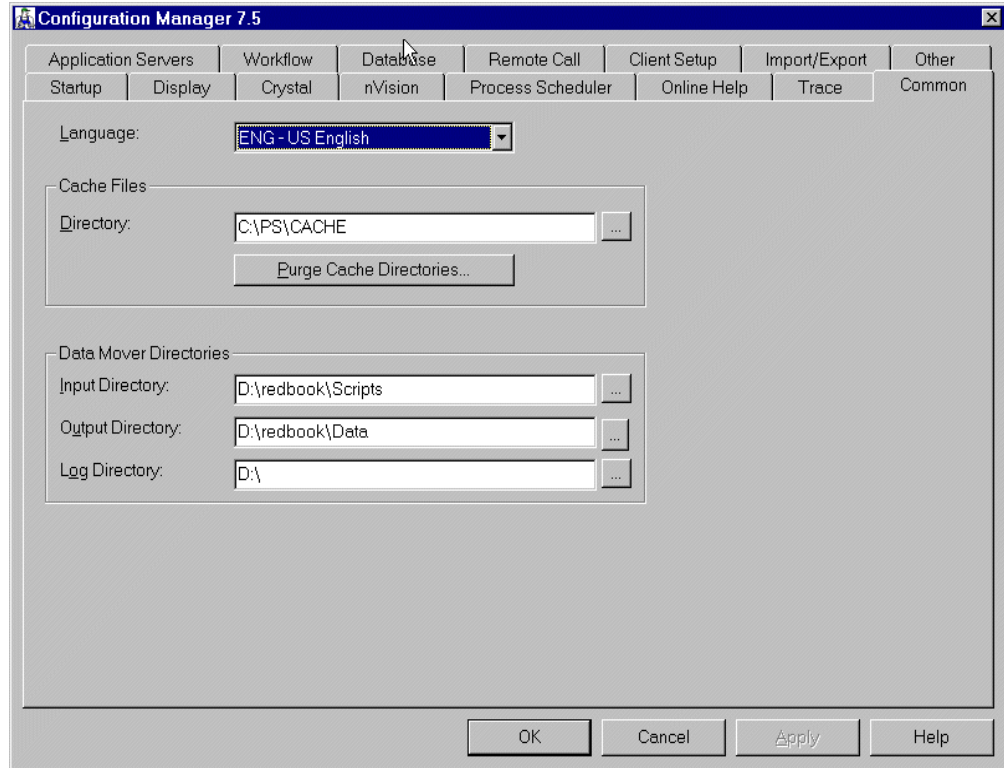 Configuration Manager 7.5
Application Servers Workflow Database Remote Call Client Setup Import/Export Other
Startup Display Crystal nVision Process Scheduler Online Help Trace Common
Language: ENG - US English
Cache Files
Directory: C:\PS\CACHE ...
Purge Cache Directories...
Data Mover Directories
Input Directory: D:\redbook\Scripts ...
Output Directory: D:\redbook\Data ...
Log Directory: D:\ ...
OK Cancel Apply Help